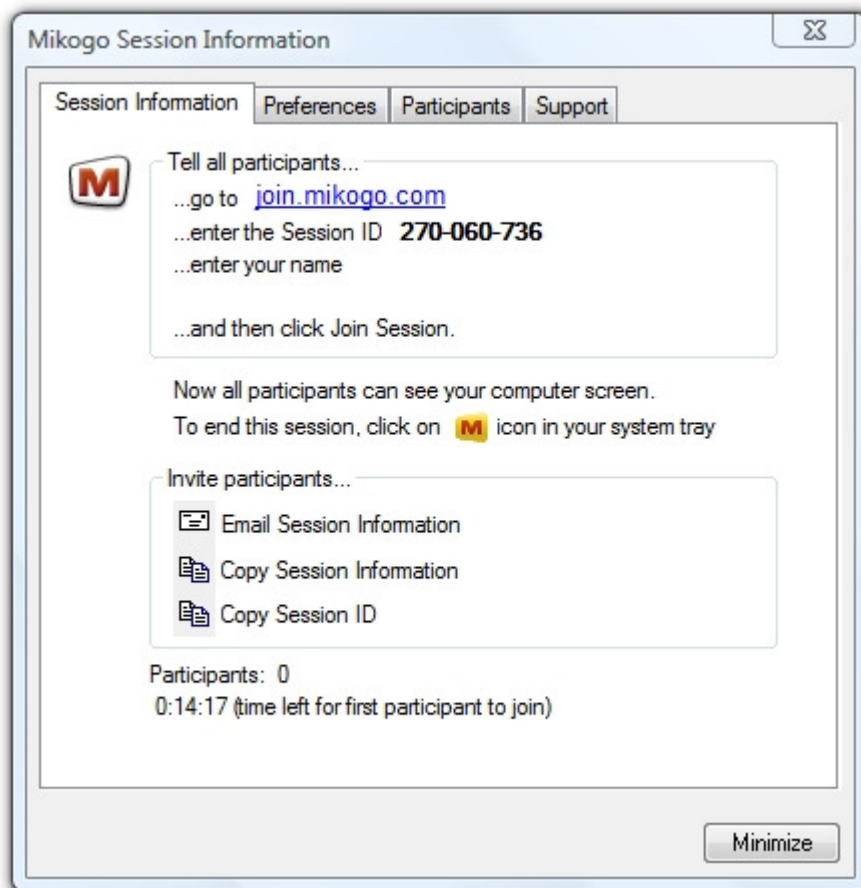 Mikogo Session Information
Session Information Preferences Participants Support
Tell all participants...
M
...go to join.mikogo.com
...enter the Session ID 270-060-736
...enter your name
...and then click Join Session.
Now all participants can see your computer screen.
To end this session, click on M icon in your system tray
Invite participants...
Email Session Information
Copy Session Information
Copy Session ID
Participants: 0
0:14:17 (time left for first participant to join)
Minimize